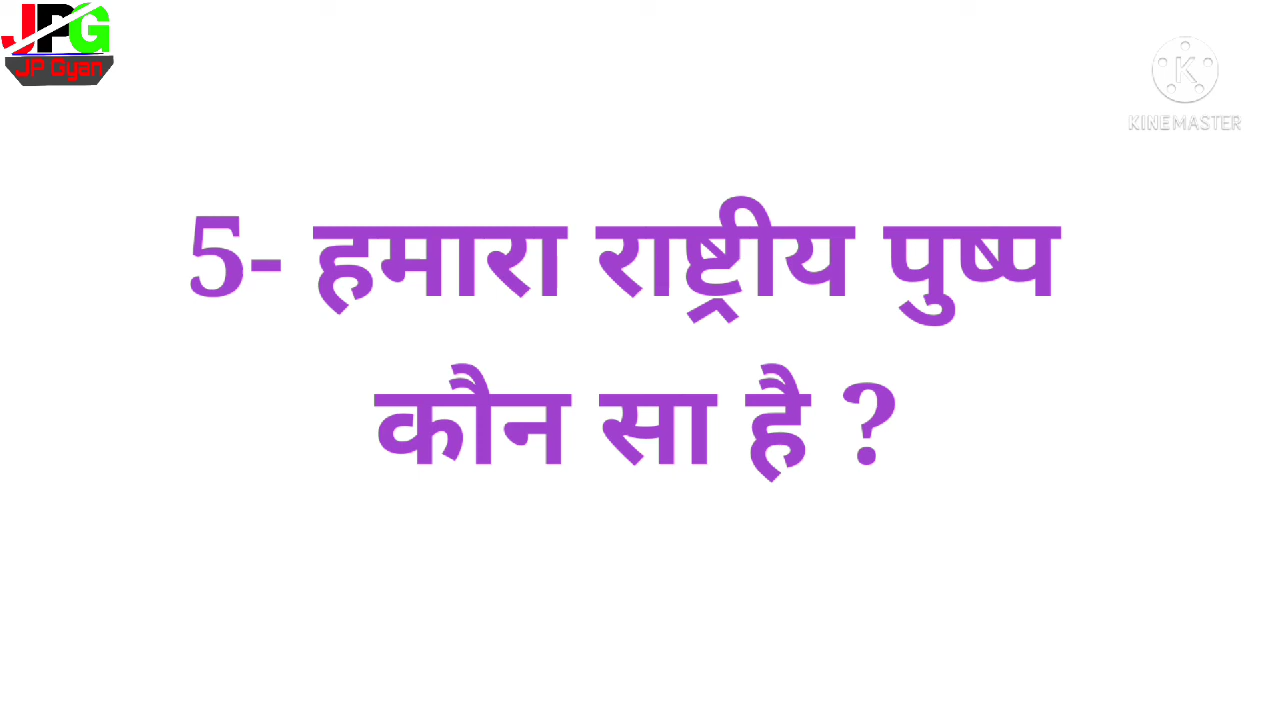 JPG
JP Gyan
KINEMASTER
5- हमारा राष्ट्रीय पुष्प
कौन सा है ?